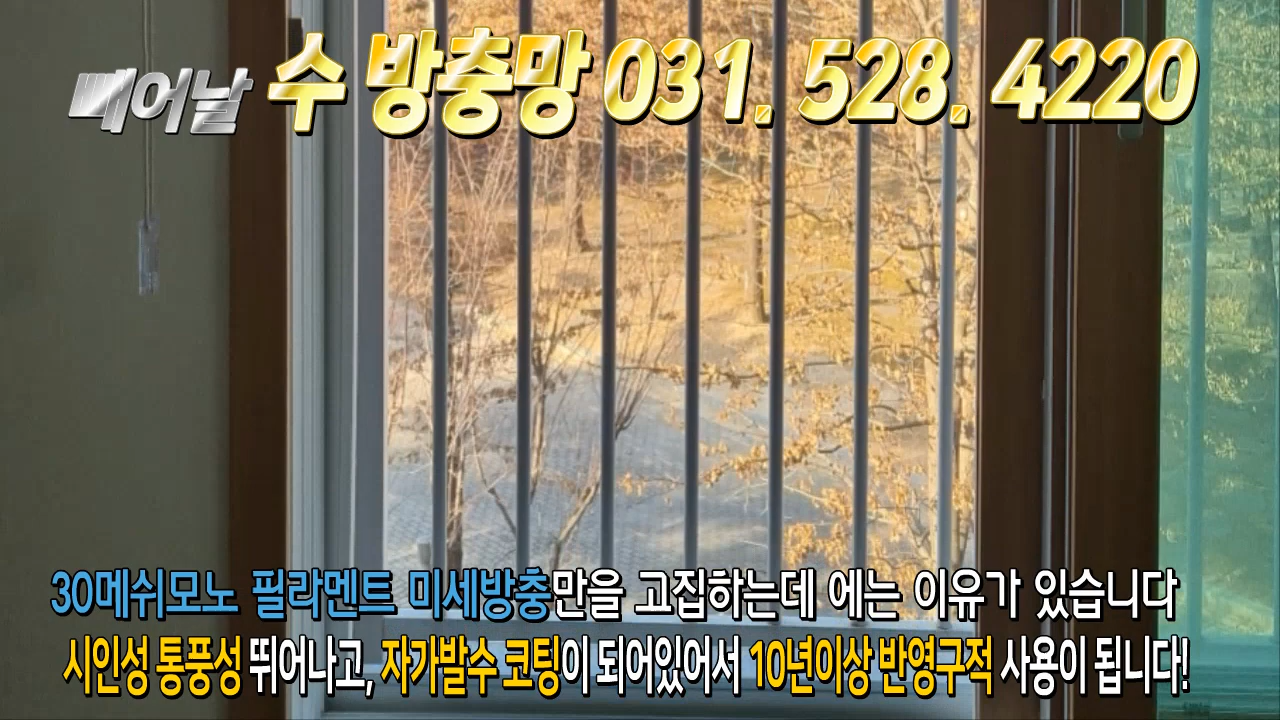 빼어날 수 방충망 031. 528. 4220
30메쉬모노 필라멘트 미세방충만을 고집하는데 에는 이유가 있습니다
시인성 통풍성 뛰어나고, 자가발수 코팅이 되어있어서 10년이상 반영구적 사용이 됩니다!